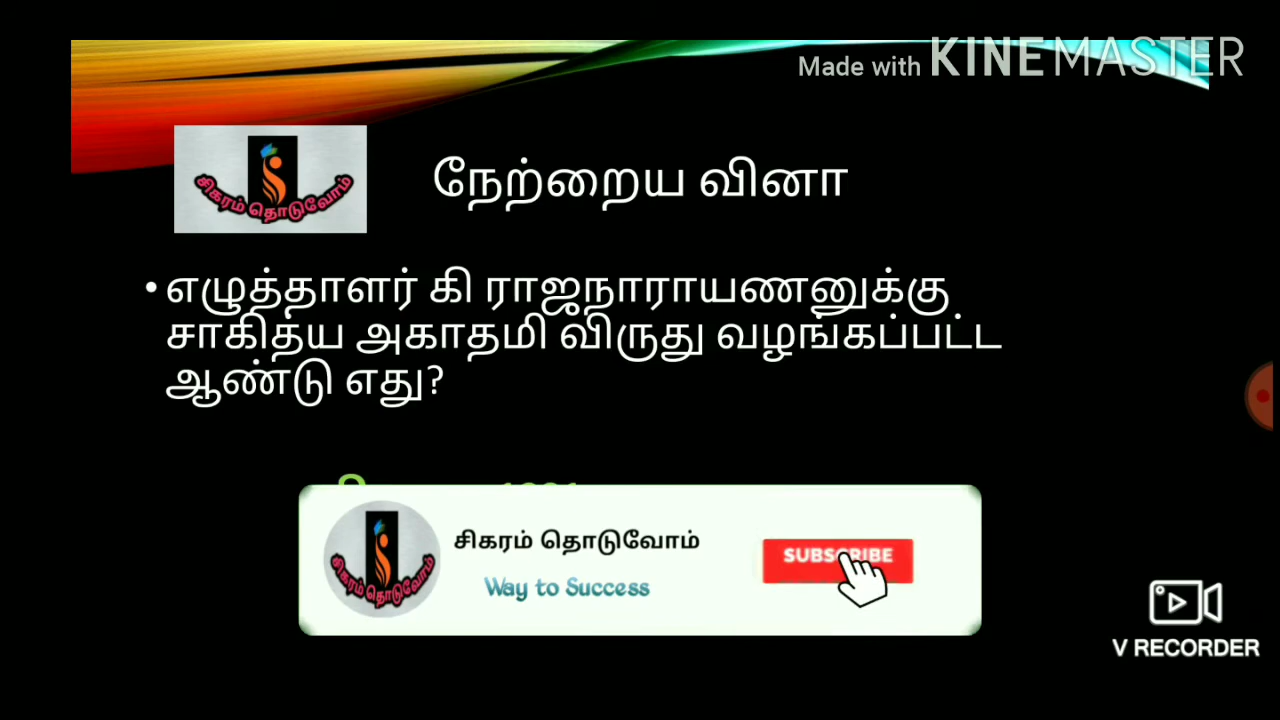 Made with KINEMASTER
சிகரம் தொடுவோம்
நேற்றைய வினா
• எழுத்தாளர் கி ராஜநாராயணனுக்கு
சாகித்ய அகாதமி விருது வழங்கப்பட்ட
ஆண்டு எது?
சிகரம் தொடுவோம்
சிகரம் தொடுவோம்
Way to Success
SUBSCRIBE
V RECORDER